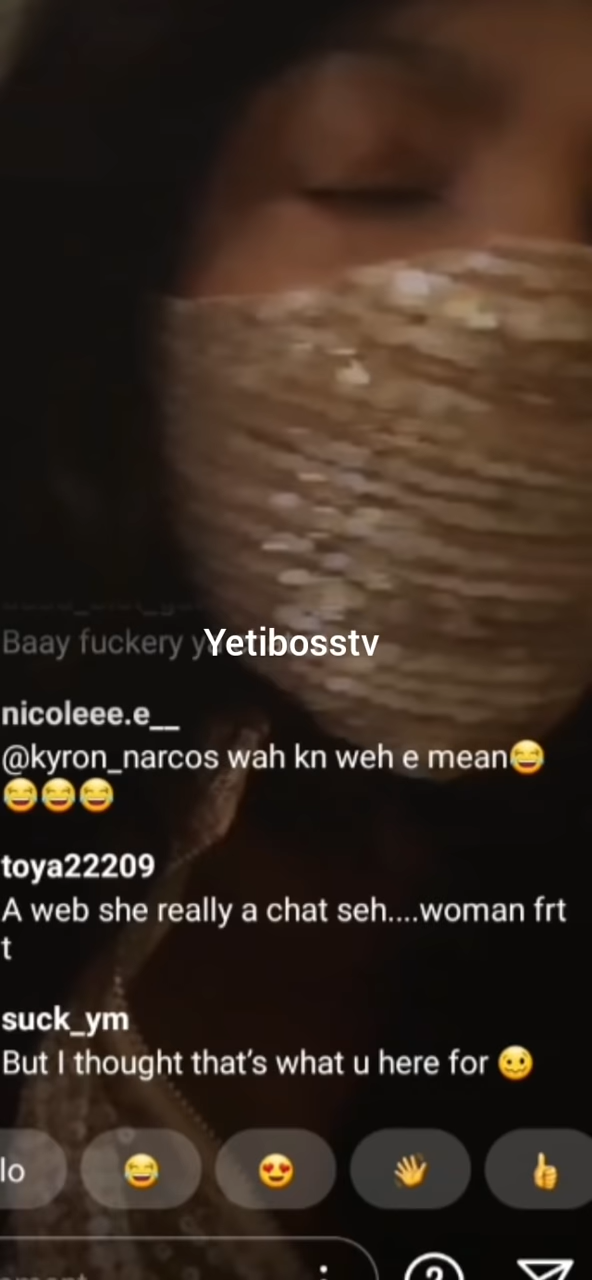 Baay fuckery
Yetibosstv
nicoleee.e__
@kyron_narcos wah kn weh e mean😂
😂😂😂
toya22209
A web she really a chat seh....woman frt
t
suck_ym
But I thought that's what u here for 🥴
lo